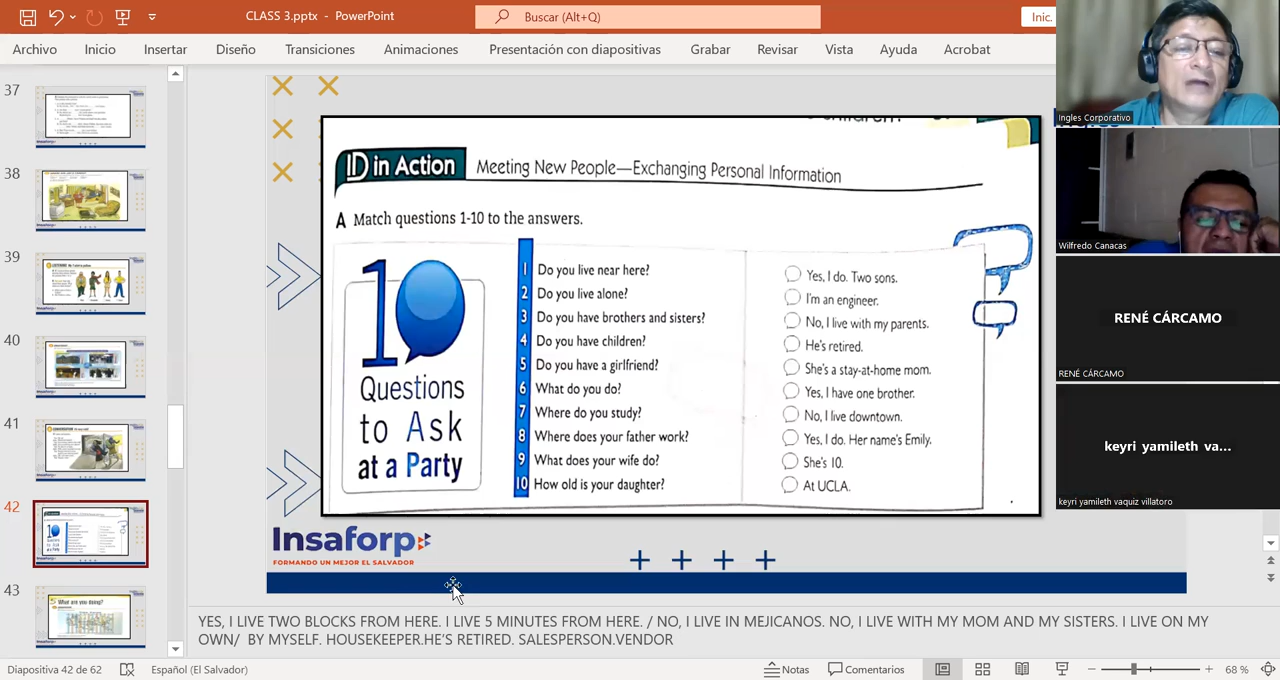 CLASS 3.pptx - PowerPoint
Buscar (Alt+Q)
Inic.
Archivo Inicio Insertar Diseño Transiciones Animaciones Presentación con diapositivas Grabar Revisar Vista Ayuda Acrobat
37
38
39
40
41
42
43
ID in Action Meeting New People—Exchanging Personal Information
A Match questions 1-10 to the answers.
10
Questions
to Ask
at a Party
1 Do you live near here?
2 Do you live alone?
3 Do you have brothers and sisters?
4 Do you have children?
5 Do you have a girlfriend?
6 What do you do?
7 Where do you study?
8 Where does your father work?
9 What does your wife do?
10 How old is your daughter?
Yes, I do. Two sons.
I'm an engineer.
No, I live with my parents.
He's retired.
She's a stay-at-home mom.
Yes, I have one brother.
No, I live downtown.
Yes, I do. Her name's Emily.
She's 10.
At UCLA.
Insaforp
FORMANDO UN MEJOR EL SALVADOR
YES, I LIVE TWO BLOCKS FROM HERE. I LIVE 5 MINUTES FROM HERE. / NO, I LIVE IN MEJICANOS. NO, I LIVE WITH MY MOM AND MY SISTERS. I LIVE ON MY
OWN/ BY MYSELF. HOUSEKEEPER.HE'S RETIRED. SALESPERSON.VENDOR
Diapositiva 42 de 62 Español (El Salvador) Notas Comentarios 68 %
Ingles Corporativo
Wilfredo Canacas
RENÉ CÁRCAMO
RENÉ CÁRCAMO
keyri yamileth va...
keyri yamileth vaquiz villatoro